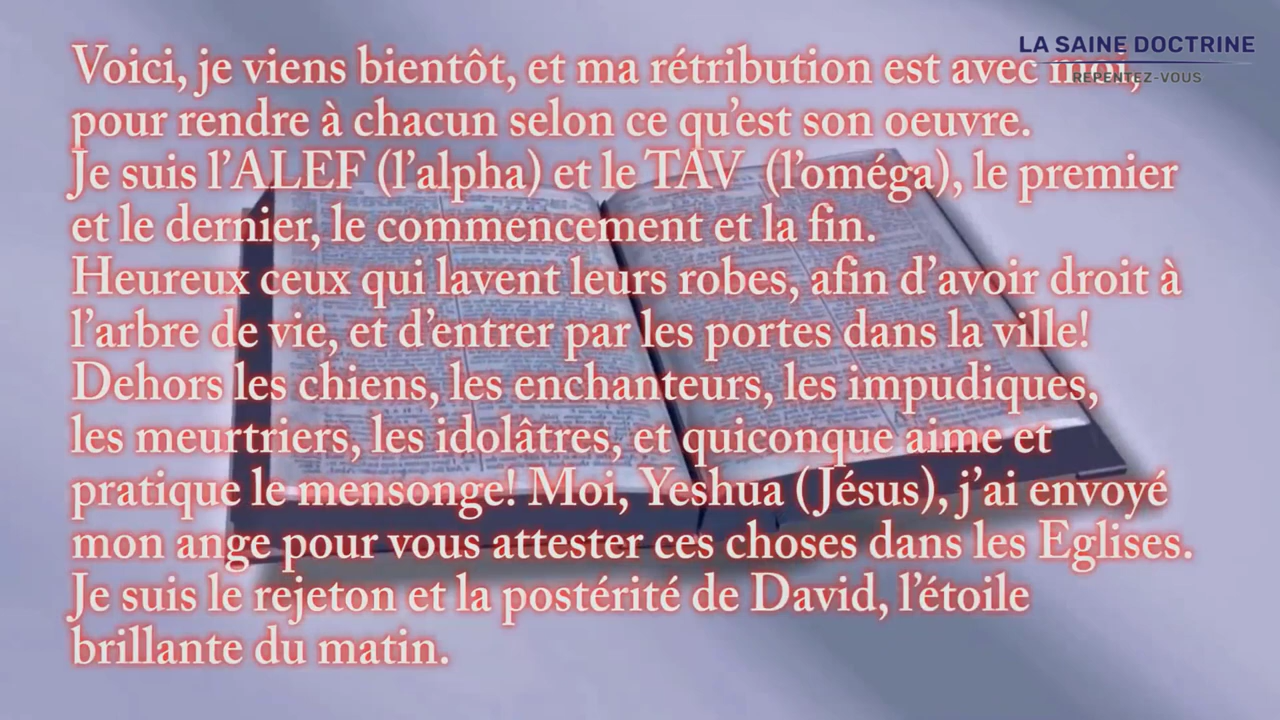 LA SAINE DOCTRINE
REPENTEZ-VOUS
Voici, je viens bientôt, et ma rétribution est avec moi,
pour rendre à chacun selon ce qu'est son oeuvre.
Je suis l'ALEF (l'alpha) et le TAV (l'oméga), le premier
et le dernier, le commencement et la fin.
Heureux ceux qui lavent leurs robes, afin d'avoir droit à
l'arbre de vie, et d'entrer par les portes dans la ville!
Dehors les chiens, les enchanteurs, les impudiques,
les meurtriers, les idolâtres, et quiconque aime et
pratique le mensonge! Moi, Yeshua (Jésus), j'ai envoyé
mon ange pour vous attester ces choses dans les Eglises.
Je suis le rejeton et la postérité de David, l'étoile
brillante du matin.